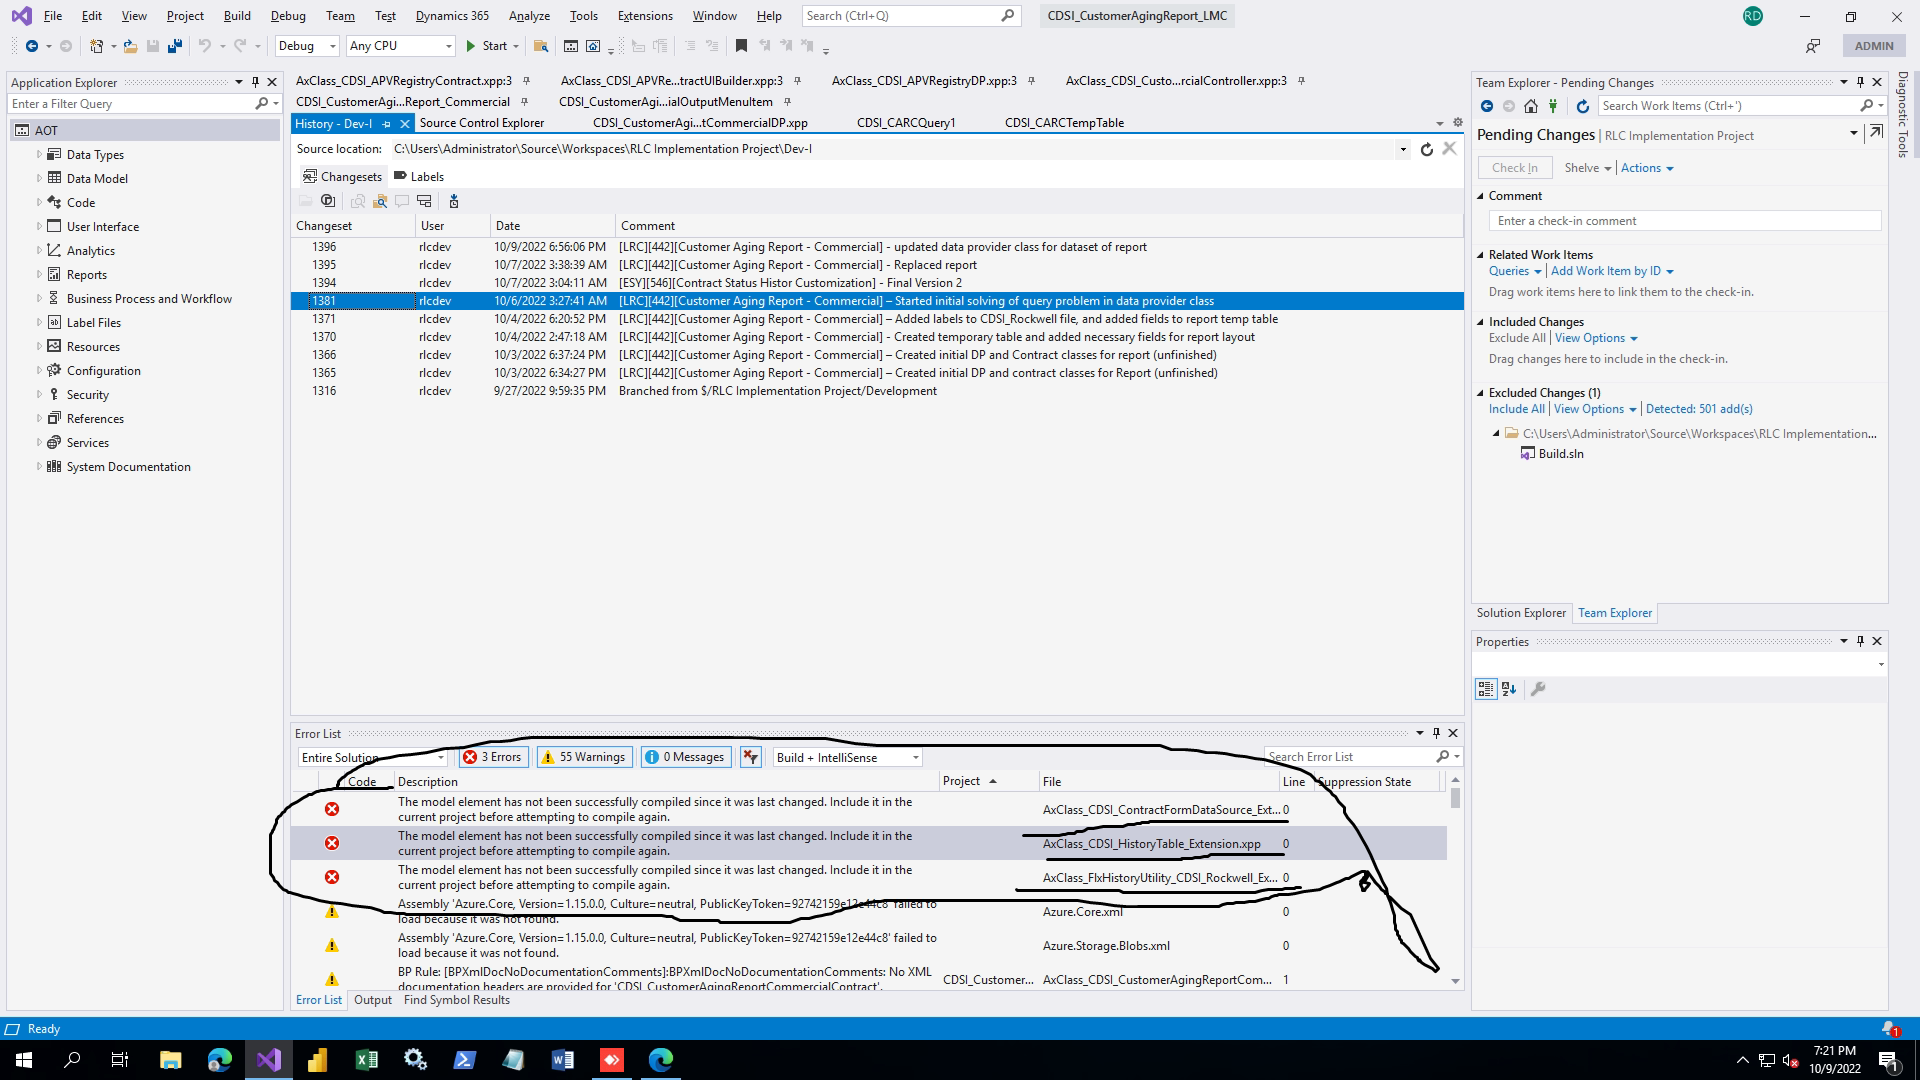 File Edit View Project Build Debug Team Test Dynamics 365 Analyze Tools Extensions Window Help Search (Ctrl+Q) CDSI_CustomerAgingReport_LMC RD
Debug Any CPU Start ADMIN
Application Explorer
Enter a Filter Query
AOT
Data Types
Data Model
Code
User Interface
Analytics
Reports
Business Process and Workflow
Label Files
Resources
Configuration
Security
References
Services
System Documentation
AxClass_CDSI_APVRegistryContract.xpp:3 AxClass_CDSI_APVRe...tractUIBuilder.xpp:3 AxClass_CDSI_APVRegistryDP.xpp:3 AxClass_CDSI_Custo...rcialController.xpp:3
CDSI_CustomerAgi...Report_Commercial CDSI_CustomerAgi...ialOutputMenuItem
History - Dev-I Source Control Explorer CDSI_CustomerAgi...tCommercialDP.xpp CDSI_CARCQuery1 CDSI_CARCTempTable
Source location: C:\Users\Administrator\Source\Workspaces\RLC Implementation Project\Dev-I
Changesets Labels
Changeset User Date Comment
1396 rlcdev 10/9/2022 6:56:06 PM [LRC][442][Customer Aging Report - Commercial] - updated data provider class for dataset of report
1395 rlcdev 10/7/2022 3:38:39 AM [LRC][442][Customer Aging Report - Commercial] - Replaced report
1394 rlcdev 10/7/2022 3:04:11 AM [ESY][546][Contract Status Histor Customization] - Final Version 2
1381 rlcdev 10/6/2022 3:27:41 AM [LRC][442][Customer Aging Report - Commercial] – Started initial solving of query problem in data provider class
1371 rlcdev 10/4/2022 6:20:52 PM [LRC][442][Customer Aging Report - Commercial] – Added labels to CDSI_Rockwell file, and added fields to report temp table
1370 rlcdev 10/4/2022 2:47:18 AM [LRC][442][Customer Aging Report - Commercial] - Created temporary table and added necessary fields for report layout
1366 rlcdev 10/3/2022 6:37:24 PM [LRC][442][Customer Aging Report - Commercial] – Created initial DP and Contract classes for report (unfinished)
1365 rlcdev 10/3/2022 6:34:27 PM [LRC][442][Customer Aging Report - Commercial] – Created initial DP and contract classes for Report (unfinished)
1316 rlcdev 9/27/2022 9:59:35 PM Branched from $/RLC Implementation Project/Development
Error List
Entire Solution 3 Errors 55 Warnings 0 Messages Build + IntelliSense Search Error List
Code Description Project File Line Suppression State
The model element has not been successfully compiled since it was last changed. Include it in the
current project before attempting to compile again. AxClass_CDSI_ContractFormDataSource_Ext... 0
The model element has not been successfully compiled since it was last changed. Include it in the
current project before attempting to compile again. AxClass_CDSI_HistoryTable_Extension.xpp 0
The model element has not been successfully compiled since it was last changed. Include it in the
current project before attempting to compile again. AxClass_FlxHistoryUtility_CDSI_Rockwell_Ex... 0
Assembly 'Azure.Core, Version=1.15.0.0, Culture=neutral, PublicKeyToken=92742159e12e44c8' failed to
load because it was not found. Azure.Core.xml 0
Assembly 'Azure.Core, Version=1.15.0.0, Culture=neutral, PublicKeyToken=92742159e12e44c8' failed to
load because it was not found. Azure.Storage.Blobs.xml 0
BP Rule: [BPXmlDocNoDocumentationComments]:BPXmlDocNoDocumentationComments: No XML
documentation headers are provided for 'CDSI_CustomerAgingReportCommercialContract'. CDSI_Customer... AxClass_CDSI_CustomerAgingReportCom... 1
Error List Output Find Symbol Results
Team Explorer - Pending Changes
Search Work Items (Ctrl+')
Pending Changes | RLC Implementation Project
Check In Shelve Actions
Comment
Enter a check-in comment
Related Work Items
Queries Add Work Item by ID
Drag work items here to link them to the check-in.
Included Changes
Exclude All View Options
Drag changes here to include in the check-in.
Excluded Changes (1)
Include All View Options Detected: 501 add(s)
C:\Users\Administrator\Source\Workspaces\RLC Implementation...
Build.sln
Solution Explorer Team Explorer
Properties
Diagnostic Tools
Ready 1
7:21 PM
10/9/2022
1